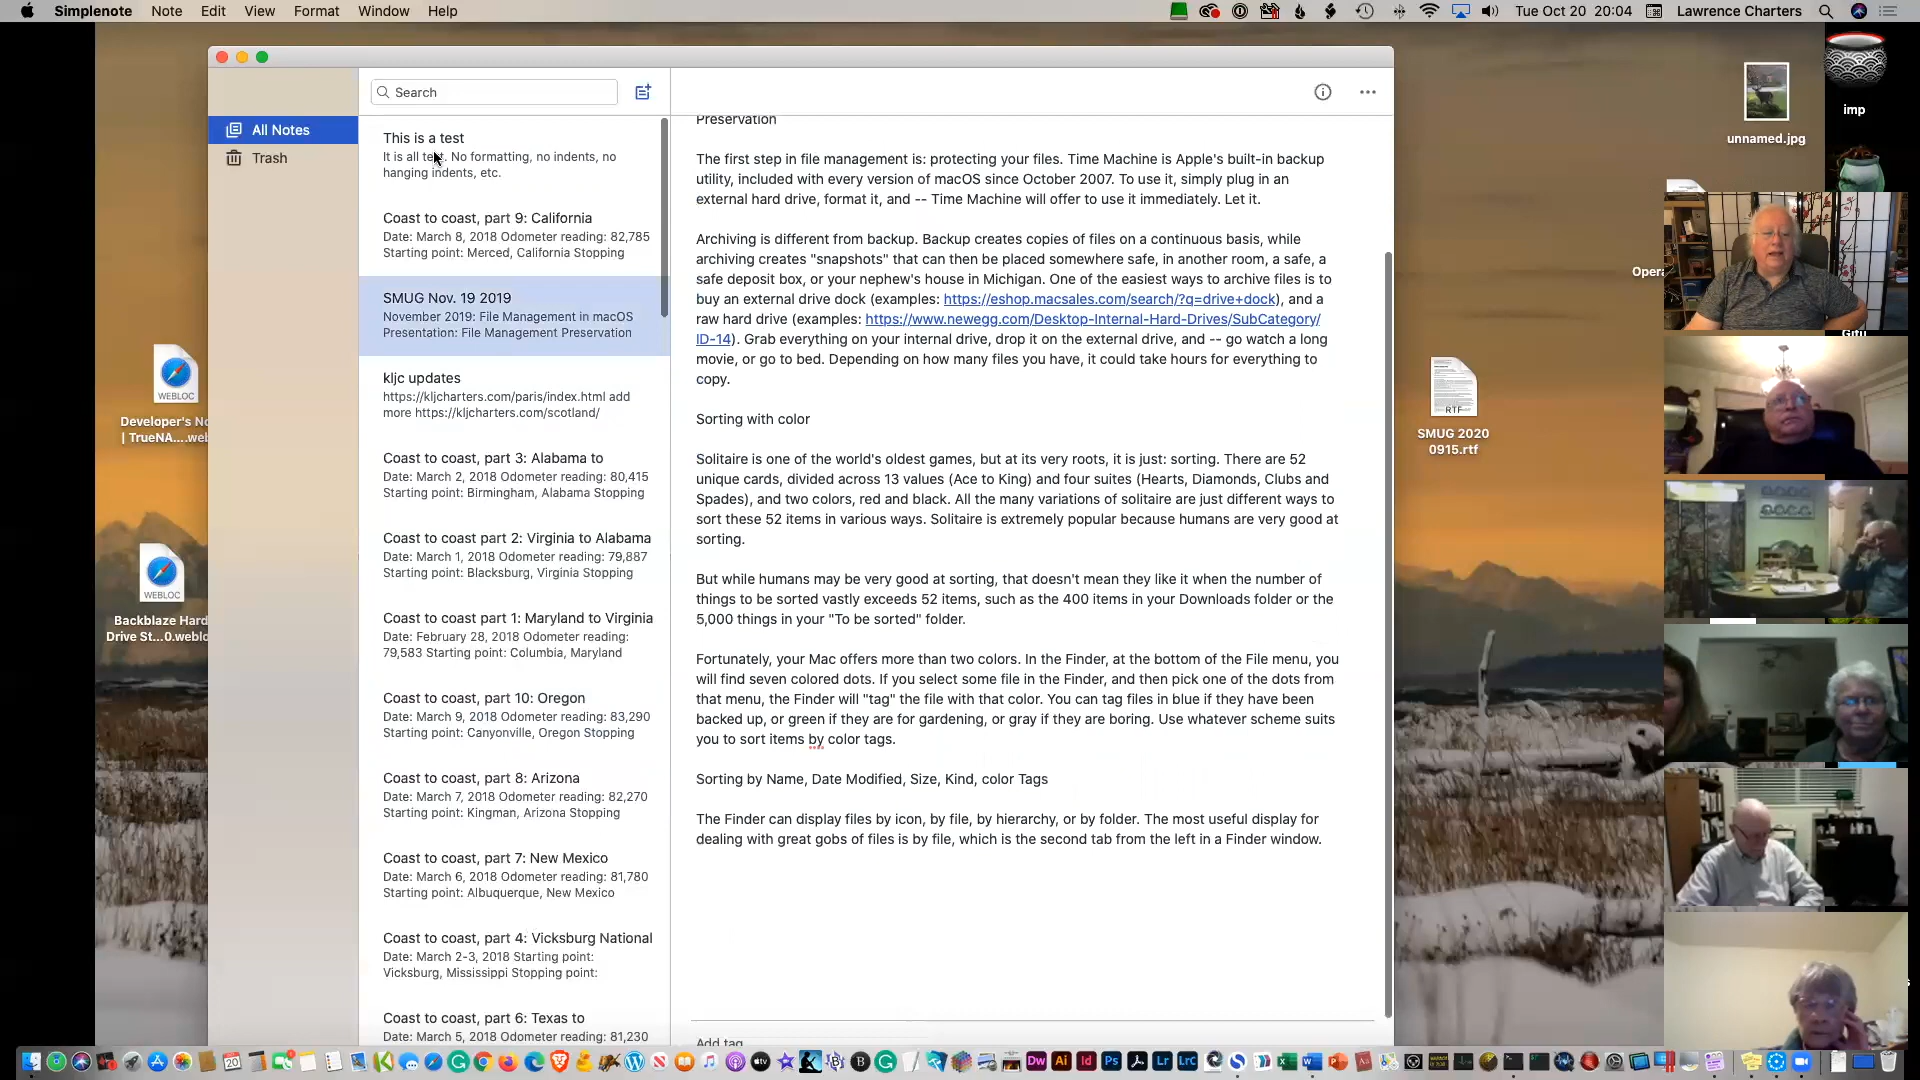 Simplenote Note Edit View Format Window Help
Tue Oct 20 20:04 Lawrence Charters
Search
All Notes
Trash
This is a test
It is all text. No formatting, no indents, no
hanging indents, etc.
Coast to coast, part 9: California
Date: March 8, 2018 Odometer reading: 82,785
Starting point: Merced, California Stopping
SMUG Nov. 19 2019
November 2019: File Management in macOS
Presentation: File Management Preservation
kljc updates
https://kljcharters.com/paris/index.html add
more https://kljcharters.com/scotland/
Coast to coast, part 3: Alabama to
Date: March 2, 2018 Odometer reading: 80,415
Starting point: Birmingham, Alabama Stopping
Coast to coast part 2: Virginia to Alabama
Date: March 1, 2018 Odometer reading: 79,887
Starting point: Blacksburg, Virginia Stopping
Coast to coast part 1: Maryland to Virginia
Date: February 28, 2018 Odometer reading:
79,583 Starting point: Columbia, Maryland
Coast to coast, part 10: Oregon
Date: March 9, 2018 Odometer reading: 83,290
Starting point: Canyonville, Oregon Stopping
Coast to coast, part 8: Arizona
Date: March 7, 2018 Odometer reading: 82,270
Starting point: Kingman, Arizona Stopping
Coast to coast, part 7: New Mexico
Date: March 6, 2018 Odometer reading: 81,780
Starting point: Albuquerque, New Mexico
Coast to coast, part 4: Vicksburg National
Date: March 2-3, 2018 Starting point:
Vicksburg, Mississippi Stopping point:
Coast to coast, part 6: Texas to
Date: March 5, 2018 Odometer reading: 81,230
Preservation
The first step in file management is: protecting your files. Time Machine is Apple's built-in backup
utility, included with every version of macOS since October 2007. To use it, simply plug in an
external hard drive, format it, and -- Time Machine will offer to use it immediately. Let it.
Archiving is different from backup. Backup creates copies of files on a continuous basis, while
archiving creates "snapshots" that can then be placed somewhere safe, in another room, a safe, a
safe deposit box, or your nephew's house in Michigan. One of the easiest ways to archive files is to
buy an external drive dock (examples: https://eshop.macsales.com/search/?q=drive+dock), and a
raw hard drive (examples: https://www.newegg.com/Desktop-Internal-Hard-Drives/SubCategory/
ID-14). Grab everything on your internal drive, drop it on the external drive, and -- go watch a long
movie, or go to bed. Depending on how many files you have, it could take hours for everything to
copy.
Sorting with color
Solitaire is one of the world's oldest games, but at its very roots, it is just: sorting. There are 52
unique cards, divided across 13 values (Ace to King) and four suites (Hearts, Diamonds, Clubs and
Spades), and two colors, red and black. All the many variations of solitaire are just different ways to
sort these 52 items in various ways. Solitaire is extremely popular because humans are very good at
sorting.
But while humans may be very good at sorting, that doesn't mean they like it when the number of
things to be sorted vastly exceeds 52 items, such as the 400 items in your Downloads folder or the
5,000 things in your "To be sorted" folder.
Fortunately, your Mac offers more than two colors. In the Finder, at the bottom of the File menu, you
will find seven colored dots. If you select some file in the Finder, and then pick one of the dots from
that menu, the Finder will "tag" the file with that color. You can tag files in blue if they have been
backed up, or green if they are for gardening, or gray if they are boring. Use whatever scheme suits
you to sort items by color tags.
Sorting by Name, Date Modified, Size, Kind, color Tags
The Finder can display files by icon, by file, by hierarchy, or by folder. The most useful display for
dealing with great gobs of files is by file, which is the second tab from the left in a Finder window.
Add tag
WEBLOC
Developer's No
| TrueNA....web
WEBLOC
Backblaze Hard
Drive St...0.weblo
imp
unnamed.jpg
Opera
RTF
SMUG 2020
0915.rtf
20
Dw Ai Id Ps Lr LrC